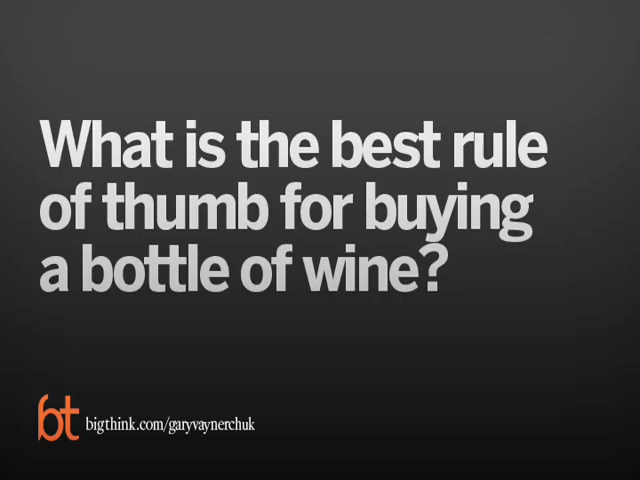 What is the best rule
of thumb for buying
a bottle of wine?
bt bigthink.com/garyvaynerchuk